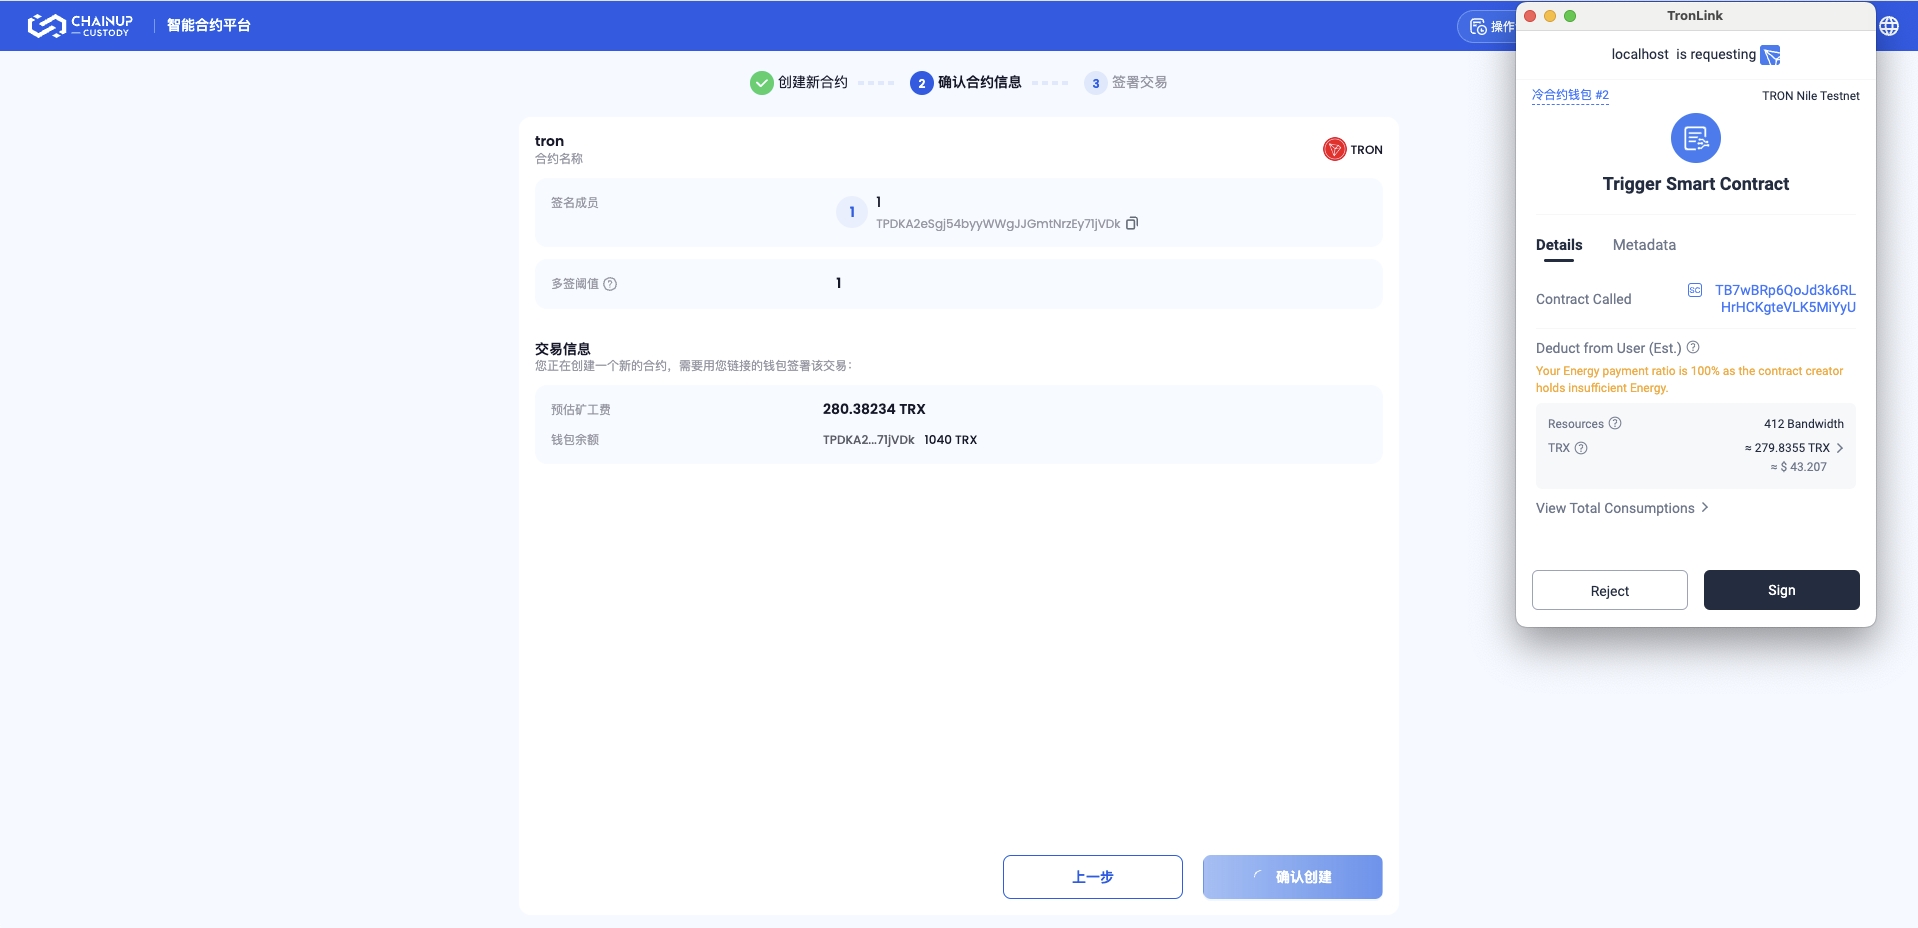 CHAINUP
CUSTODY
智能合约平台
操作
创建新合约
2 确认合约信息
3 签署交易
tron
合约名称
TRON
签名成员
1
1
TPDKA2eSgj54byyWWgJJGmtNrzEy71jVDk
多签阈值
1
交易信息
您正在创建一个新的合约，需要用您链接的钱包签署该交易：
预估矿工费
280.38234 TRX
钱包余额
TPDKA2...71jVDk 1040 TRX
上一步
确认创建
TronLink
localhost is requesting
冷合约钱包 #2
TRON Nile Testnet
Trigger Smart Contract
Details
Metadata
Contract Called
SC
TB7wBRp6QoJd3k6RL
HrHCKgteVLK5MiYyU
Deduct from User (Est.)
Your Energy payment ratio is 100% as the contract creator
holds insufficient Energy.
Resources
412 Bandwidth
TRX
≈ 279.8355 TRX
≈ $ 43.207
View Total Consumptions
Reject
Sign